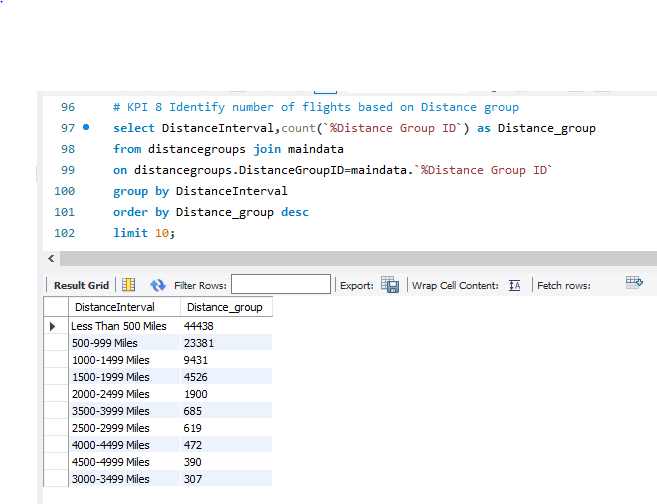 96 # KPI 8 Identify number of flights based on Distance group
97 select DistanceInterval,count(`%Distance Group ID`) as Distance_group
98 from distancegroups join maindata
99 on distancegroups.DistanceGroupID=maindata.`%Distance Group ID`
100 group by DistanceInterval
101 order by Distance_group desc
102 limit 10;
Result Grid Filter Rows: Export: Wrap Cell Content: Fetch rows:
DistanceInterval Distance_group
Less Than 500 Miles 44438
500-999 Miles 23381
1000-1499 Miles 9431
1500-1999 Miles 4526
2000-2499 Miles 1900
3500-3999 Miles 685
2500-2999 Miles 619
4000-4499 Miles 472
4500-4999 Miles 390
3000-3499 Miles 307